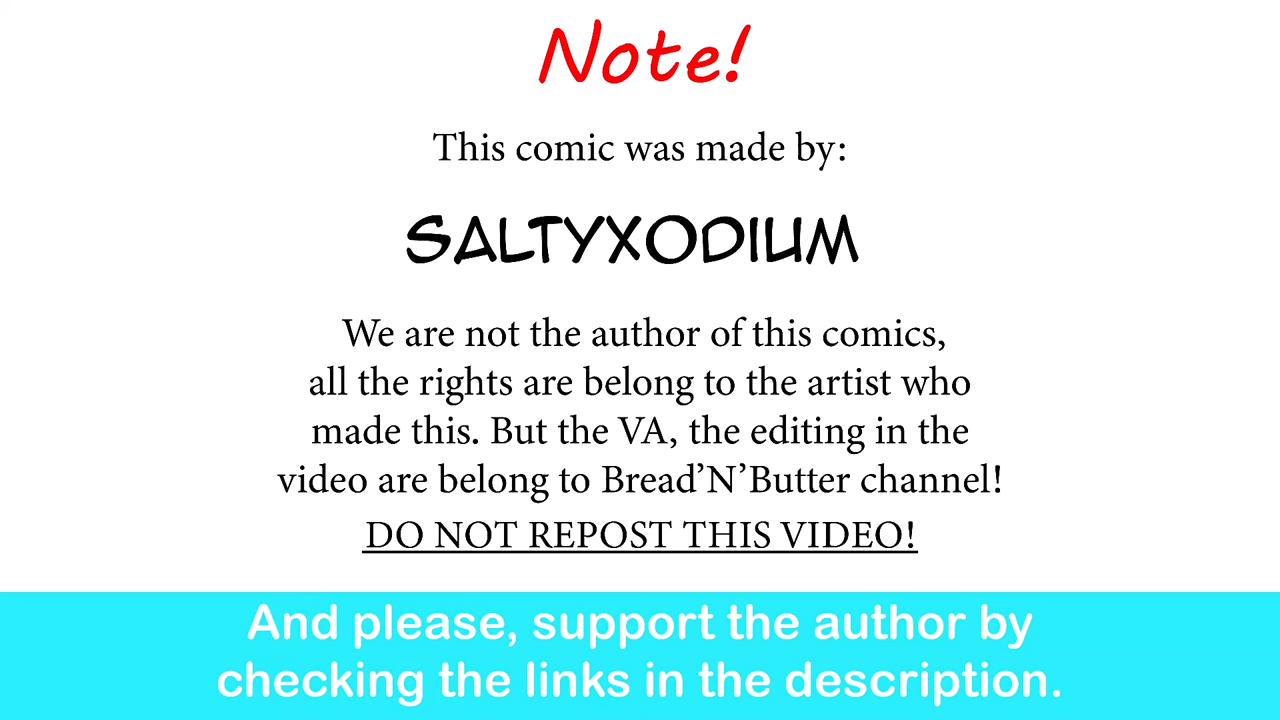 Note!
This comic was made by:
SALTYXODIUM
We are not the author of this comics,
all the rights are belong to the artist who
made this. But the VA, the editing in the
video are belong to Bread’N’Butter channel!
DO NOT REPOST THIS VIDEO!
And please, support the author by
checking the links in the description.